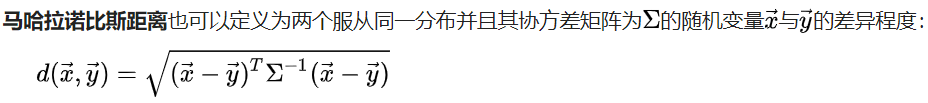 马哈拉诺比斯距离也可以定义为两个服从同一分布并且其协方差矩阵为Σ的随机变量x⃗与y⃗的差异程度：
d(x⃗, y⃗) = √((x⃗ − y⃗)ᵀ Σ⁻¹ (x⃗ − y⃗))